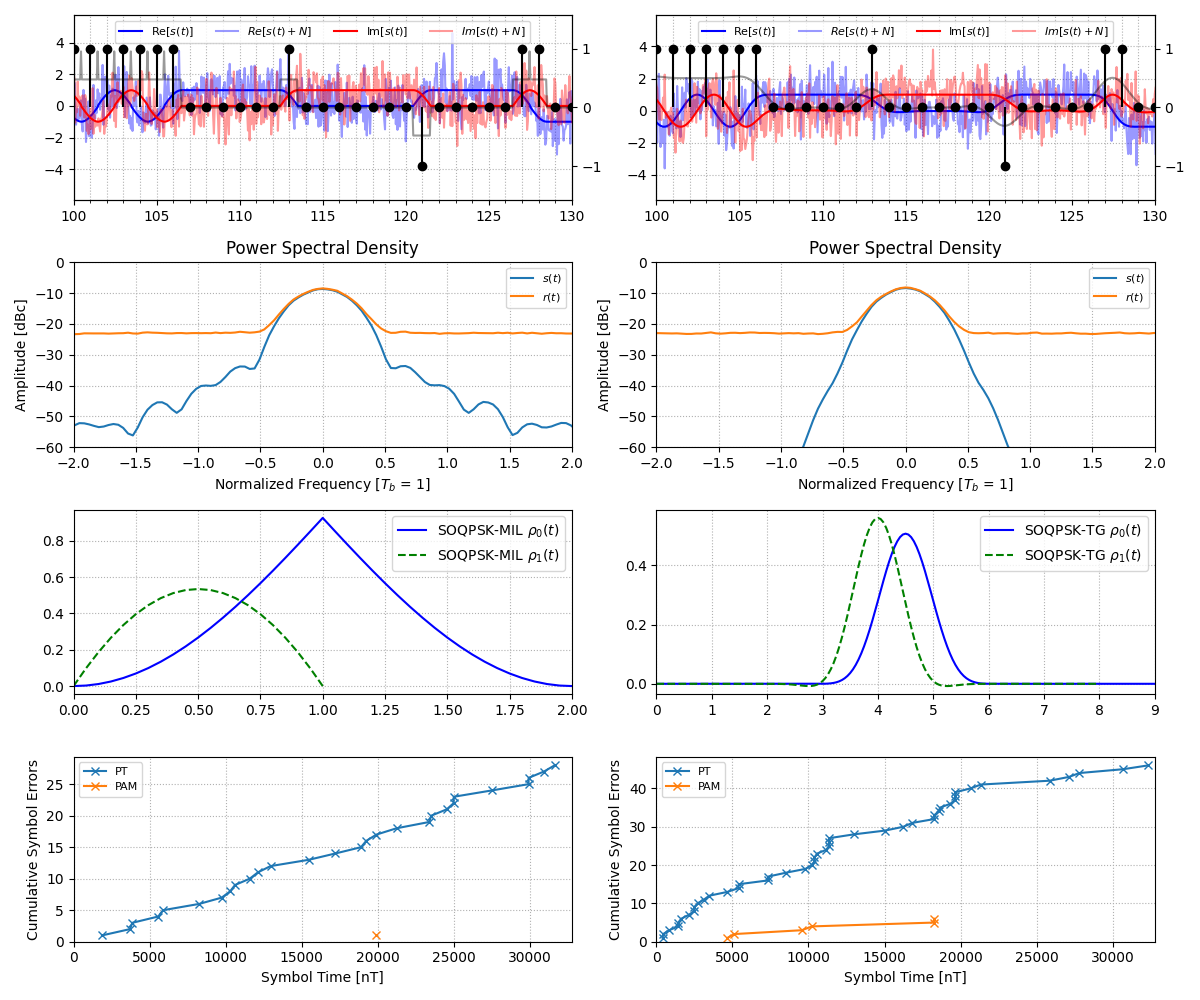 Re[s(t)] Re[s(t) + N] Im[s(t)] Im[s(t) + N]
4
2
0
−2
−4
1
0
−1
100 105 110 115 120 125 130
Re[s(t)] Re[s(t) + N] Im[s(t)] Im[s(t) + N]
4
2
0
−2
−4
1
0
−1
100 105 110 115 120 125 130
Power Spectral Density
Amplitude [dBc]
0
−10
−20
−30
−40
−50
−60
s(t)
r(t)
−2.0 −1.5 −1.0 −0.5 0.0 0.5 1.0 1.5 2.0
Normalized Frequency [T_b = 1]
Power Spectral Density
Amplitude [dBc]
0
−10
−20
−30
−40
−50
−60
s(t)
r(t)
−2.0 −1.5 −1.0 −0.5 0.0 0.5 1.0 1.5 2.0
Normalized Frequency [T_b = 1]
0.8
0.6
0.4
0.2
0.0
SOQPSK-MIL ρ₀(t)
SOQPSK-MIL ρ₁(t)
0.00 0.25 0.50 0.75 1.00 1.25 1.50 1.75 2.00
0.4
0.2
0.0
SOQPSK-TG ρ₀(t)
SOQPSK-TG ρ₁(t)
0 1 2 3 4 5 6 7 8 9
Cumulative Symbol Errors
25
20
15
10
5
0
PT
PAM
0 5000 10000 15000 20000 25000 30000
Symbol Time [nT]
Cumulative Symbol Errors
40
30
20
10
0
PT
PAM
0 5000 10000 15000 20000 25000 30000
Symbol Time [nT]